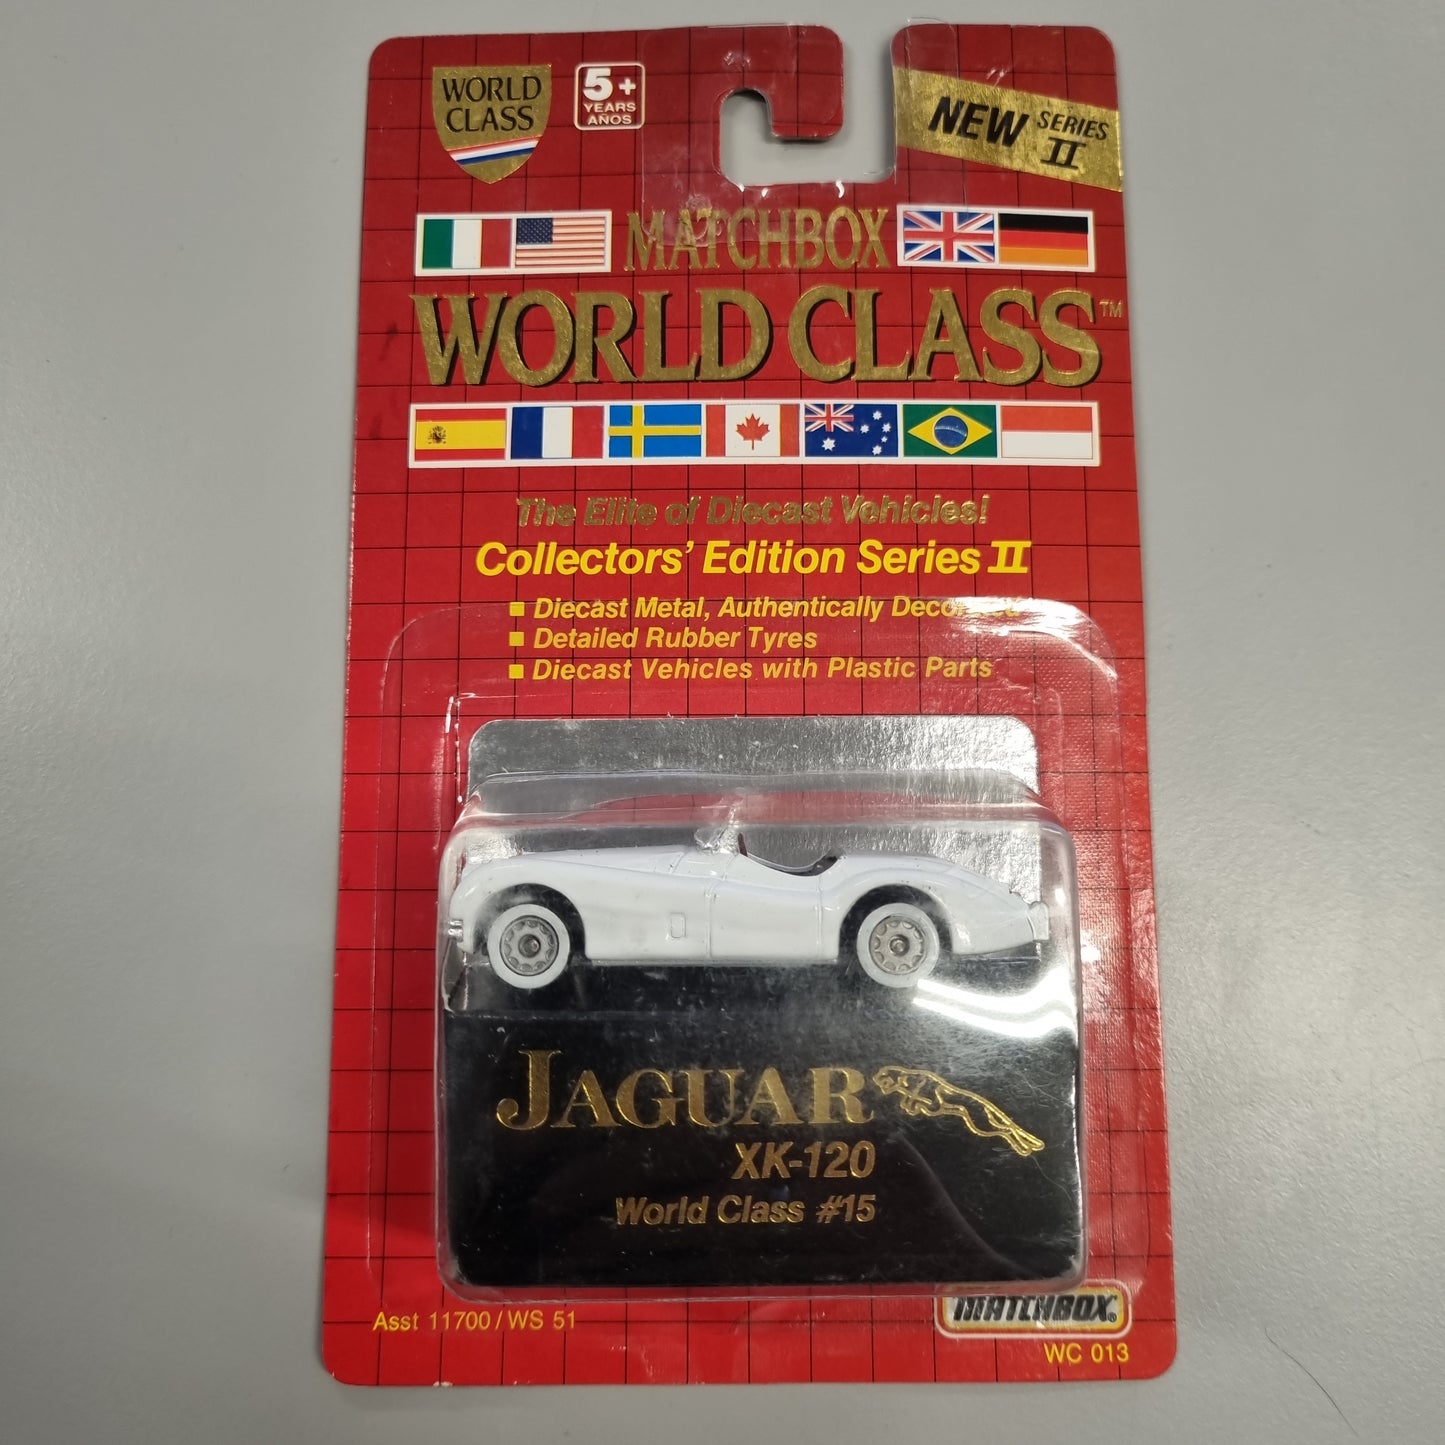 WORLD
CLASS
5+
YEARS
AÑOS
NEW SERIES
II
MATCHBOX
WORLD CLASS™
The Elite of Diecast Vehicles!
Collectors' Edition Series II
■ Diecast Metal, Authentically Decorated
■ Detailed Rubber Tyres
■ Diecast Vehicles with Plastic Parts
JAGUAR
XK-120
World Class #15
Asst 11700/WS 51
MATCHBOX®
WC 013